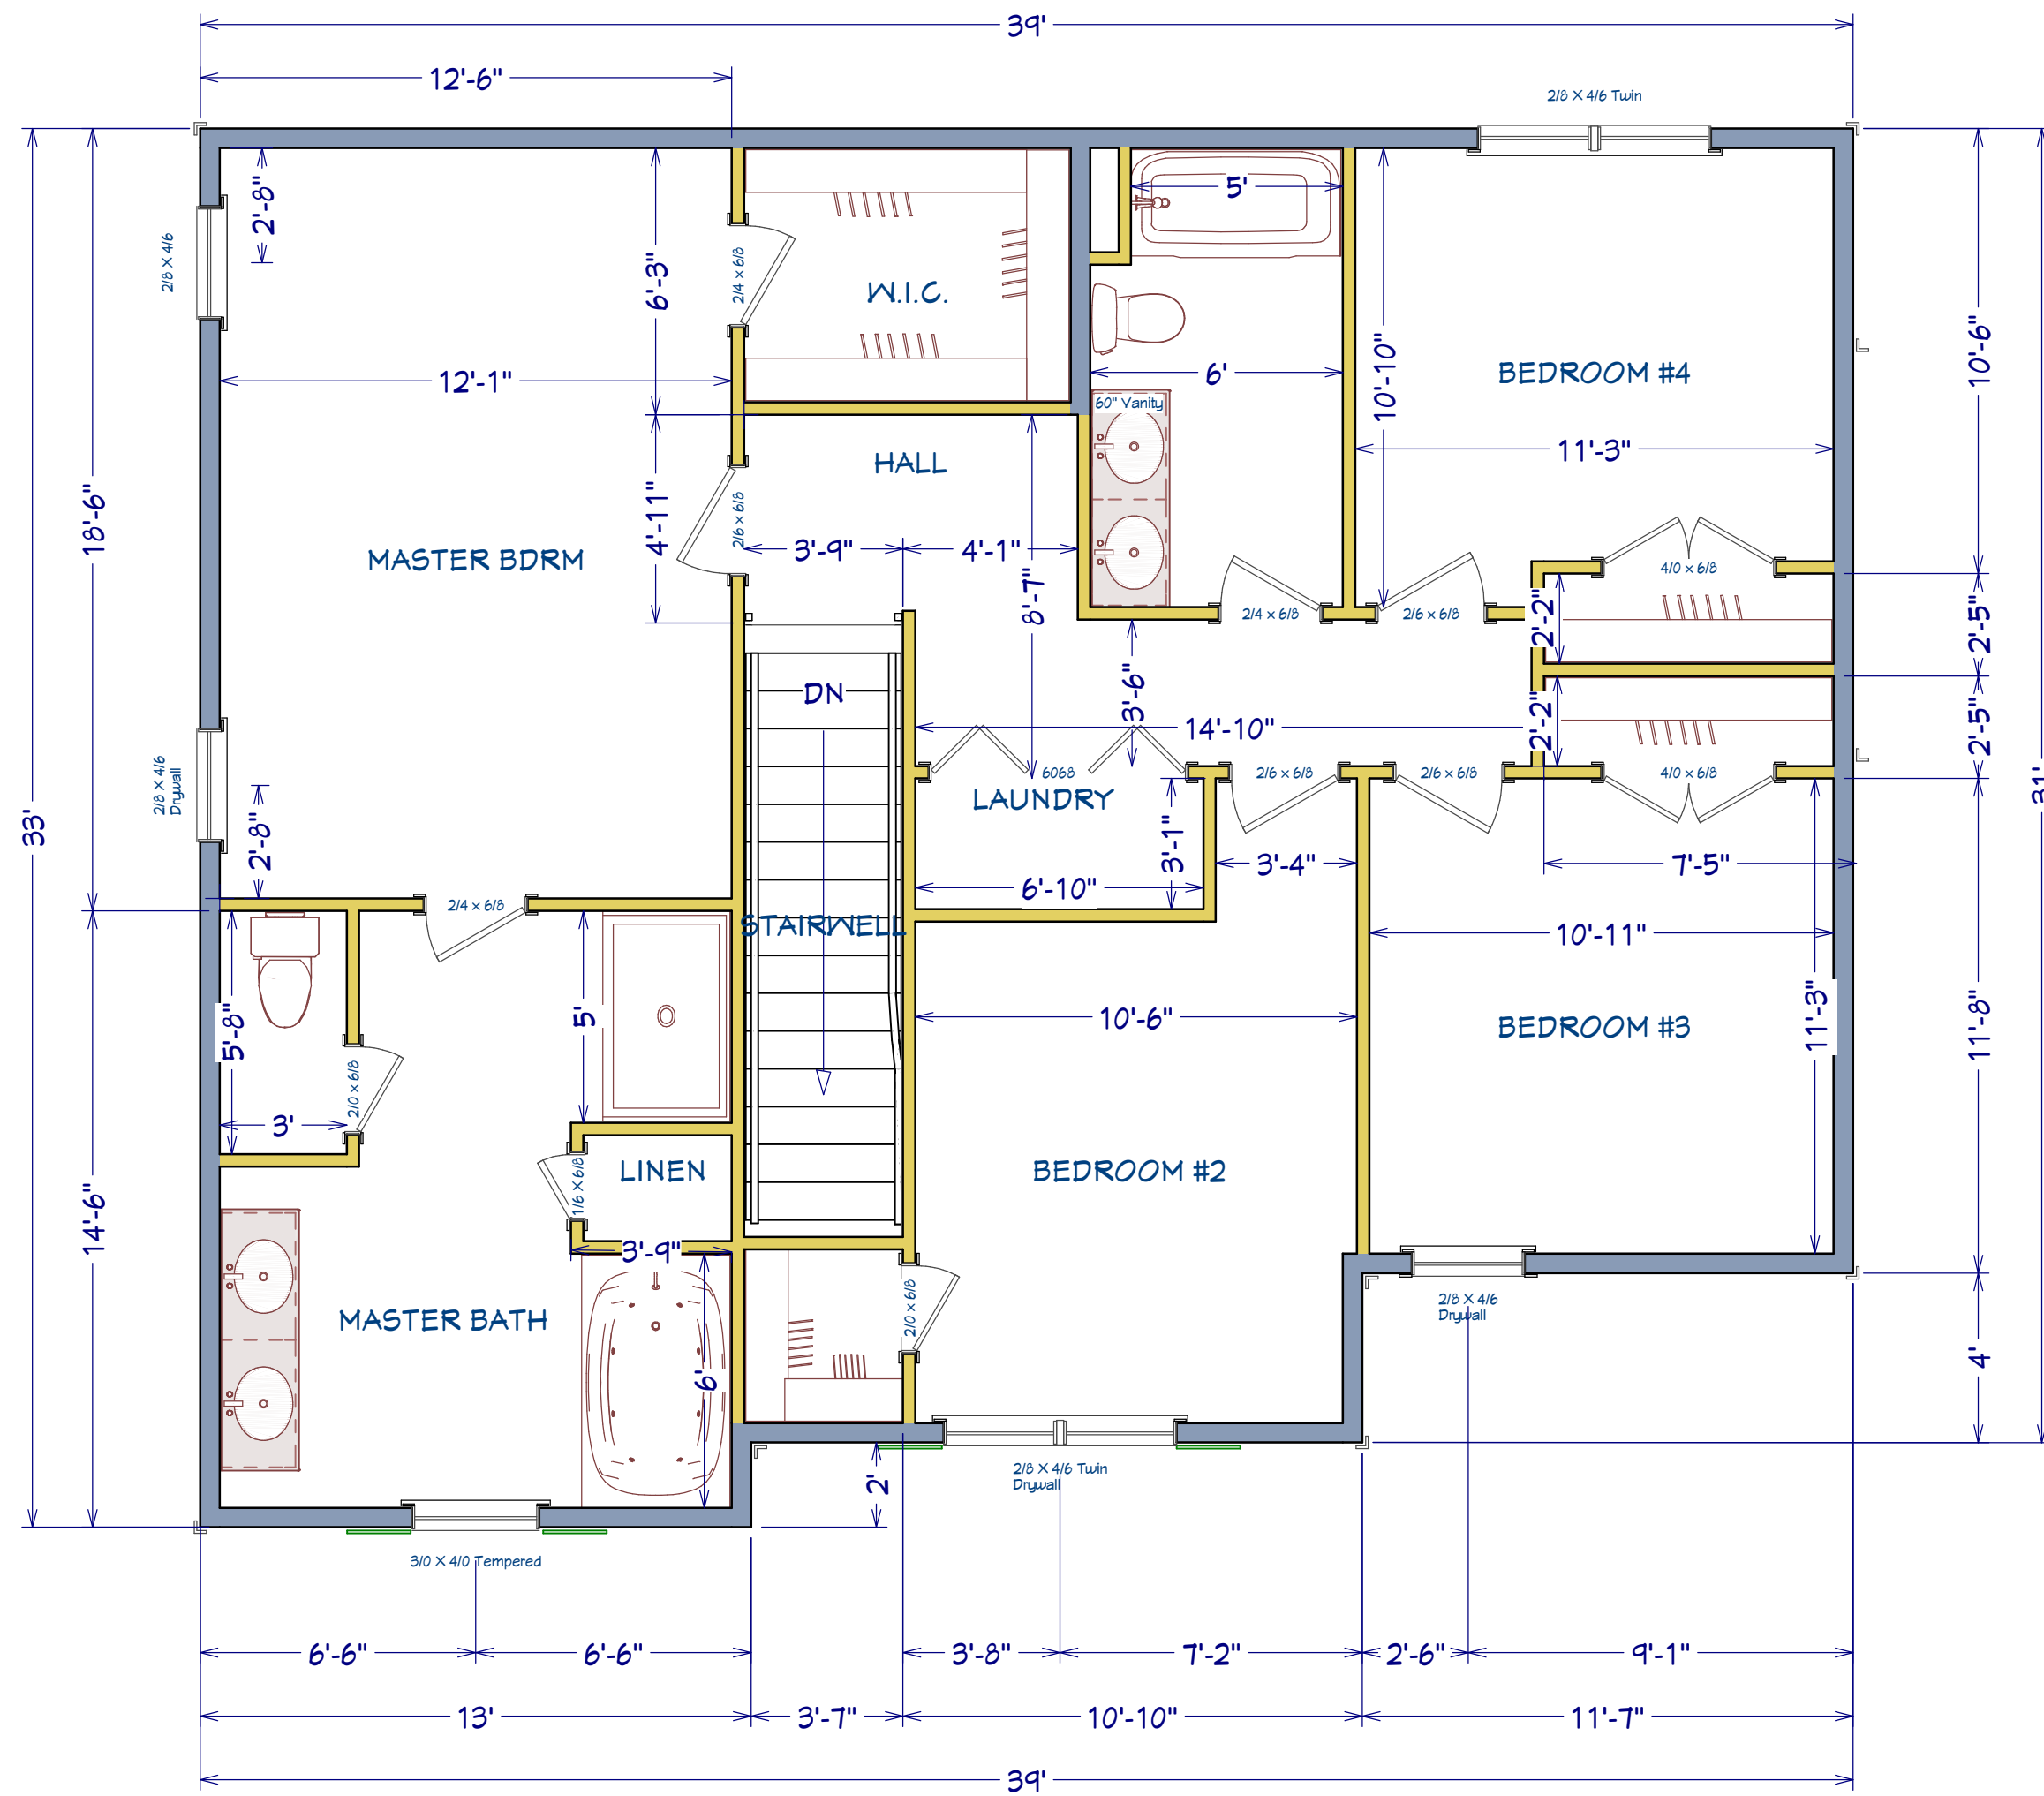 39'
12'-6"
2/8 X 4/6 Twin
2'-8"
5'
2/8 X 4/6
6'-3"
2/4 x 6/8
W.I.C.
10'-10"
10'-6"
12'-1"
6'
BEDROOM #4
60" Vanity
11'-3"
HALL
18'-6"
4'-11"
2/6 x 6/8
MASTER BDRM
3'-9"
4'-1"
8'-7"
4/0 x 6/8
2/4 x 6/8
2/6 x 6/8
2'-2"
2'-5"
DN
3'-6"
14'-10"
2'-2"
2'-5"
2/8 X 4/6
Drywall
6068
2/6 x 6/8
2/6 x 6/8
4/0 x 6/8
LAUNDRY
31'
33'
2'-8"
3'-1"
3'-4"
7'-5"
6'-10"
2/4 x 6/8
STAIRWELL
10'-11"
5'-8"
5'
10'-6"
11'-3"
BEDROOM #3
11'-8"
2/0 x 6/8
3'
LINEN
1/6 X 6/8
BEDROOM #2
14'-6"
3'-9"
2/0 x 6/8
2/8 X 4/6
Drywall
MASTER BATH
6'
4'
2/8 X 4/6 Twin
Drywall
2'
3/0 X 4/0 Tempered
6'-6"
6'-6"
3'-8"
7'-2"
2'-6"
9'-1"
13'
3'-7"
10'-10"
11'-7"
39'